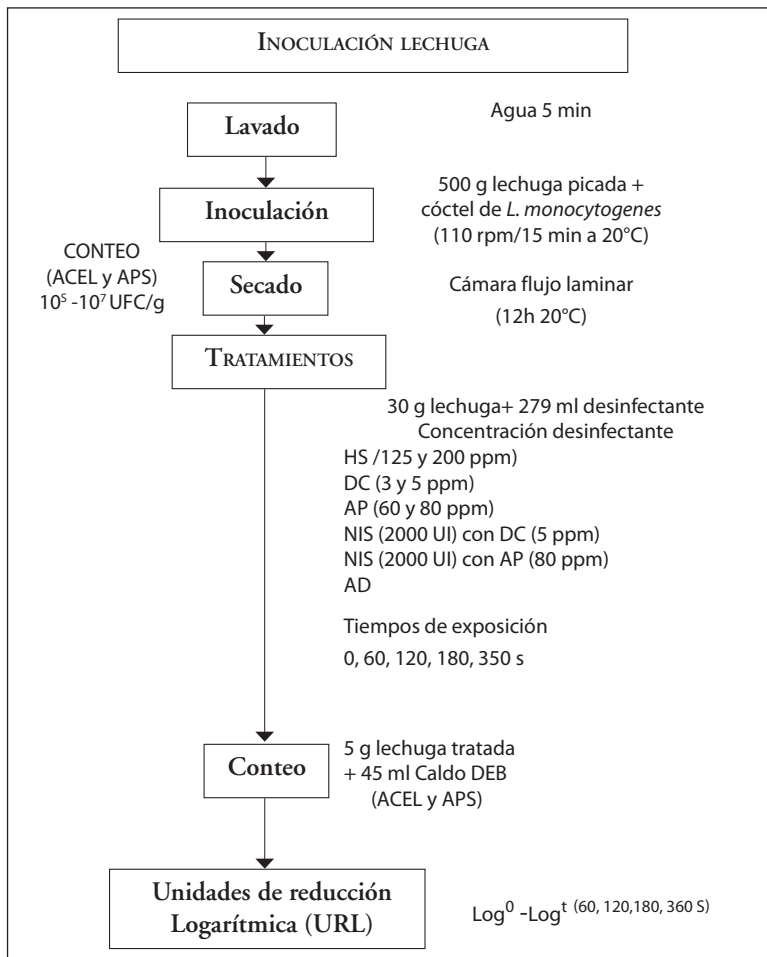 INOCULACIÓN LECHUGA
Lavado
Agua 5 min
Inoculación
500 g lechuga picada +
cóctel de L. monocytogenes
(110 rpm/15 min a 20°C)
CONTEO
(ACEL y APS)
10⁵ -10⁷ UFC/g
Secado
Cámara flujo laminar
(12h 20°C)
TRATAMIENTOS
30 g lechuga+ 279 ml desinfectante
Concentración desinfectante
HS /125 y 200 ppm)
DC (3 y 5 ppm)
AP (60 y 80 ppm)
NIS (2000 UI) con DC (5 ppm)
NIS (2000 UI) con AP (80 ppm)
AD
Tiempos de exposición
0, 60, 120, 180, 350 s
Conteo
5 g lechuga tratada
+ 45 ml Caldo DEB
(ACEL y APS)
Unidades de reducción
Logarítmica (URL)
Log⁰ -Logᵗ (60, 120,180, 360 S)